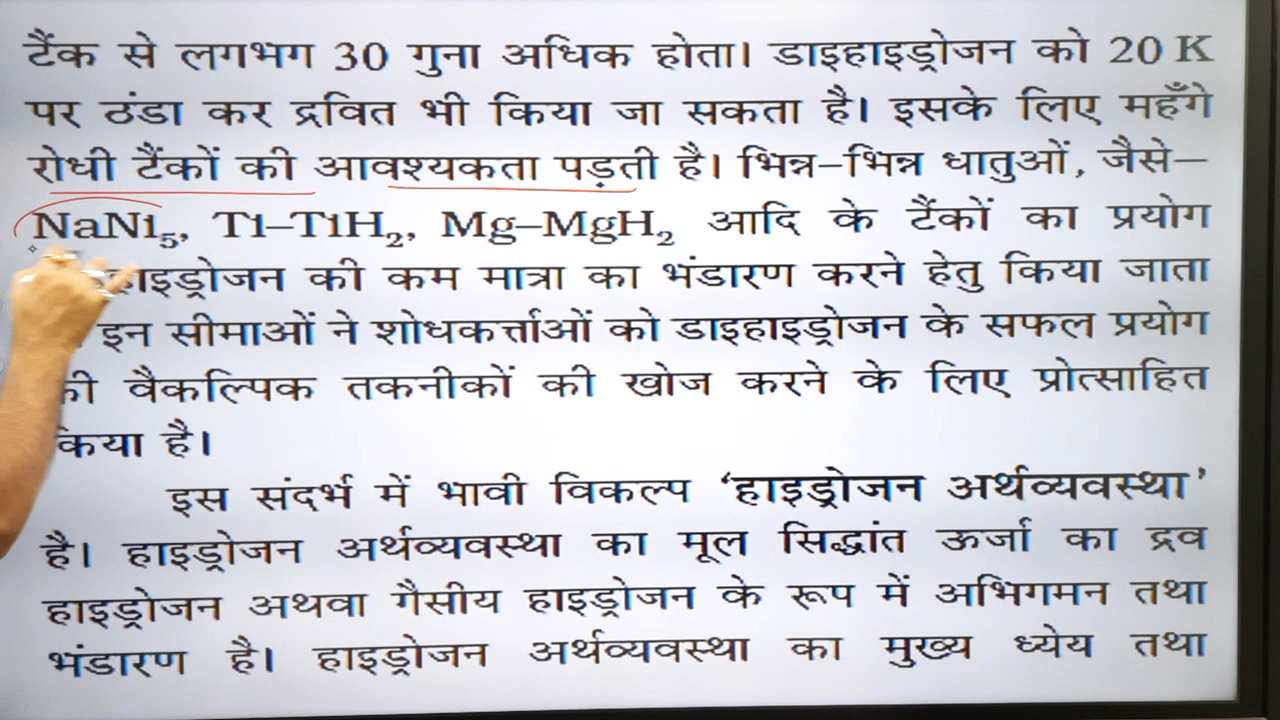 टैंक से लगभग 30 गुना अधिक होता। डाइहाइड्रोजन को 20 K
पर ठंडा कर द्रवित भी किया जा सकता है। इसके लिए महँगे
रोधी टैंकों की आवश्यकता पड़ती है। भिन्न–भिन्न धातुओं, जैसे–
NaNi₅, Ti–TiH₂, Mg–MgH₂ आदि के टैंकों का प्रयोग
की कम मात्रा का भंडारण करने हेतु किया जाता
इन सीमाओं ने शोधकर्त्ताओं को डाइहाइड्रोजन के सफल प्रयोग
की वैकल्पिक तकनीकों की खोज करने के लिए प्रोत्साहित
किया है।
इस संदर्भ में भावी विकल्प ‘हाइड्रोजन अर्थव्यवस्था’
है। हाइड्रोजन अर्थव्यवस्था का मूल सिद्धांत ऊर्जा का द्रव
हाइड्रोजन अथवा गैसीय हाइड्रोजन के रूप में अभिगमन तथा
भंडारण है। हाइड्रोजन अर्थव्यवस्था का मुख्य ध्येय तथा